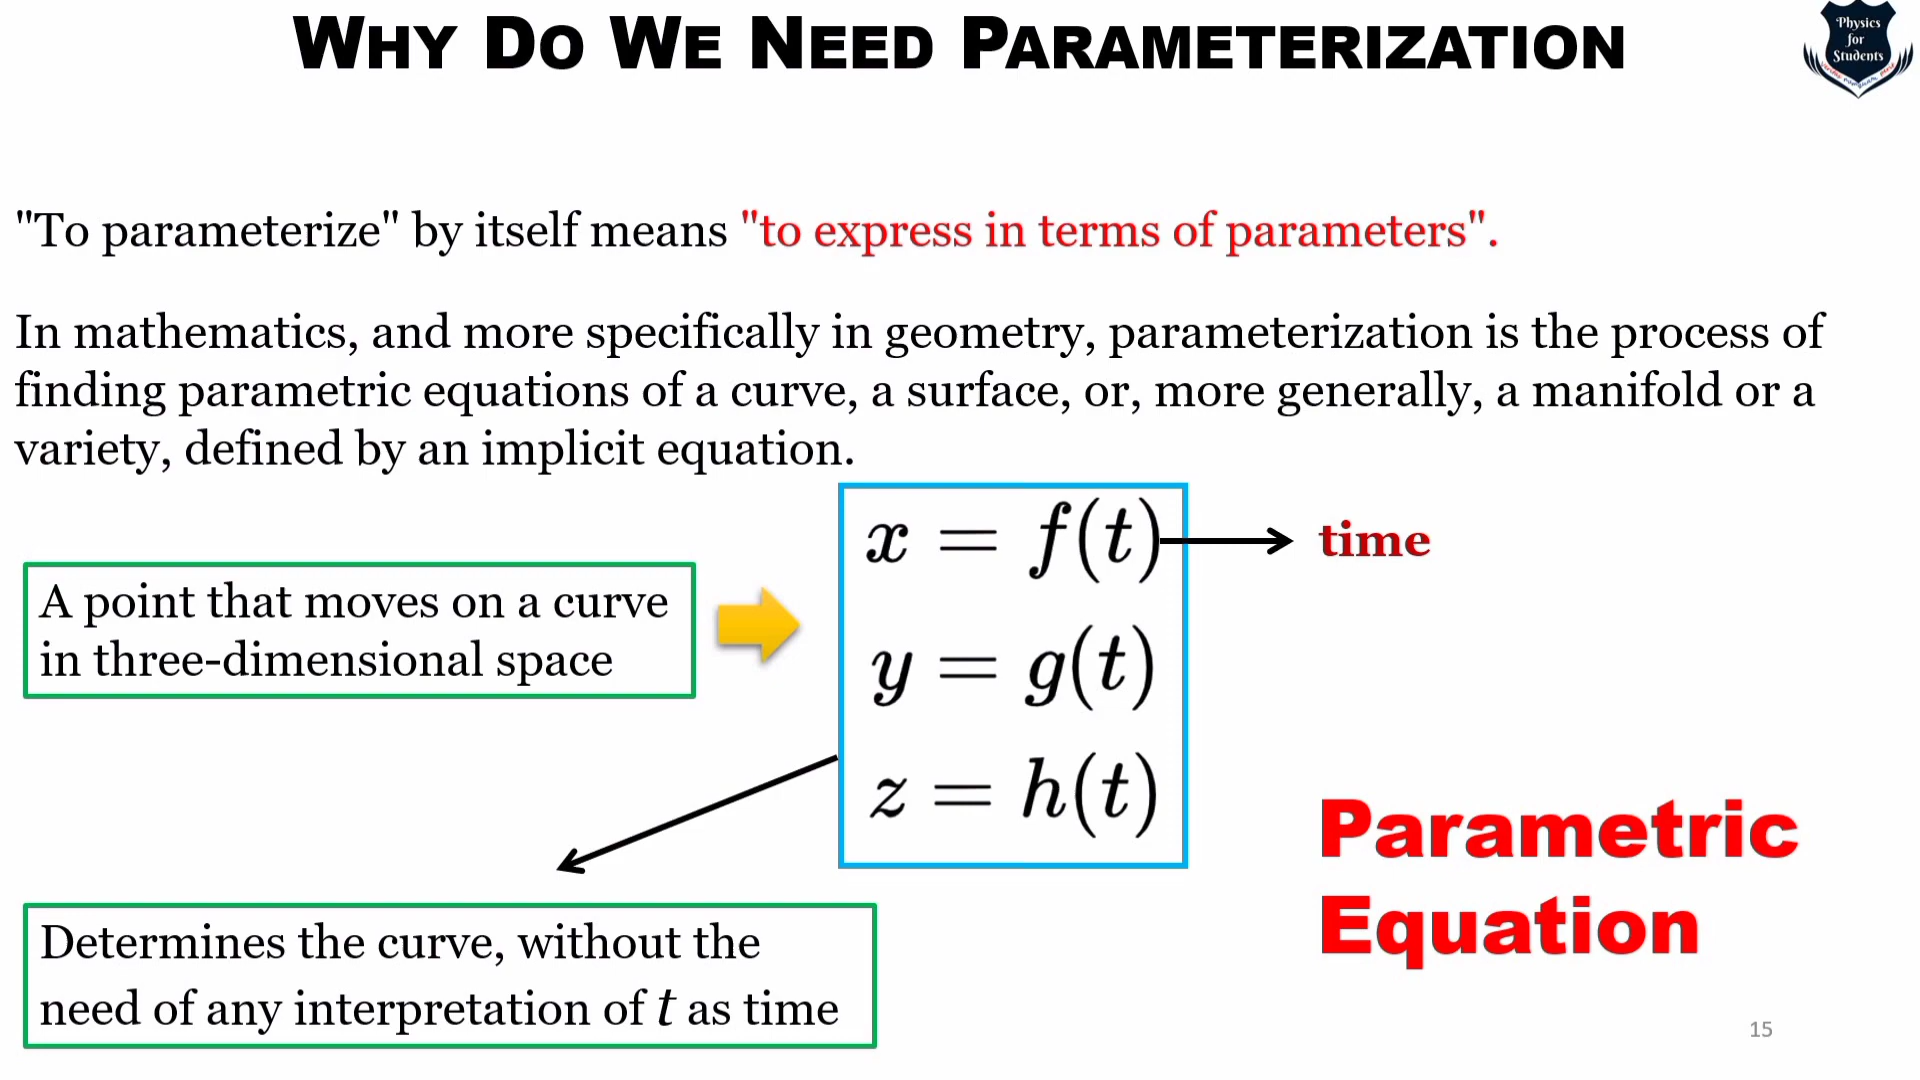 WHY DO WE NEED PARAMETERIZATION
Physics
for
Students
"To parameterize" by itself means "to express in terms of parameters".
In mathematics, and more specifically in geometry, parameterization is the process of
finding parametric equations of a curve, a surface, or, more generally, a manifold or a
variety, defined by an implicit equation.
x = f(t)
time
A point that moves on a curve
in three-dimensional space
y = g(t)
z = h(t)
Parametric
Equation
Determines the curve, without the
need of any interpretation of t as time
15